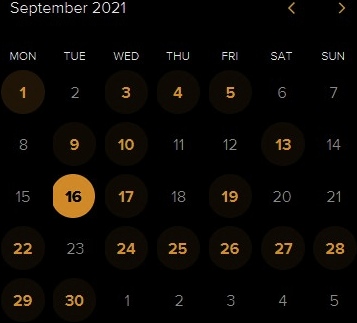 September 2021
MON TUE WED THU FRI SAT SUN
1 2 3 4 5 6 7
8 9 10 11 12 13 14
15 16 17 18 19 20 21
22 23 24 25 26 27 28
29 30 1 2 3 4 5